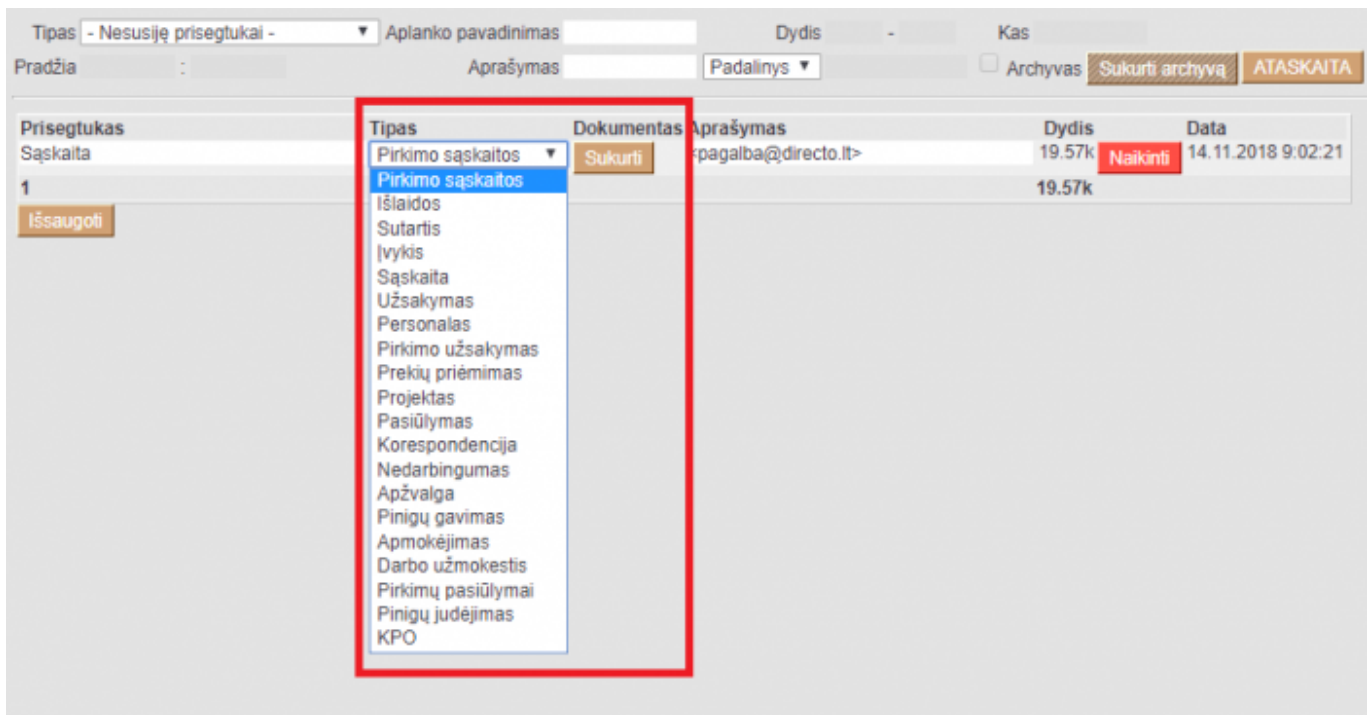 Tipas - Nesusiję prisegtukai - Aplanko pavadinimas Dydis - Kas
Pradžia : Aprašymas Padalinys Archyvas Sukurti archyvą ATASKAITA
Prisegtukas Tipas Dokumentas Aprašymas Dydis Data
Sąskaita Pirkimo sąskaitos Sukurti <pagalba@directo.lt> 19.57k Naikinti 14.11.2018 9:02:21
1 19.57k
Išsaugoti
Pirkimo sąskaitos
Išlaidos
Sutartis
Įvykis
Sąskaita
Užsakymas
Personalas
Pirkimo užsakymas
Prekių priėmimas
Projektas
Pasiūlymas
Korespondencija
Nedarbingumas
Apžvalga
Pinigų gavimas
Apmokėjimas
Darbo užmokestis
Pirkimų pasiūlymai
Pinigų judėjimas
KPO